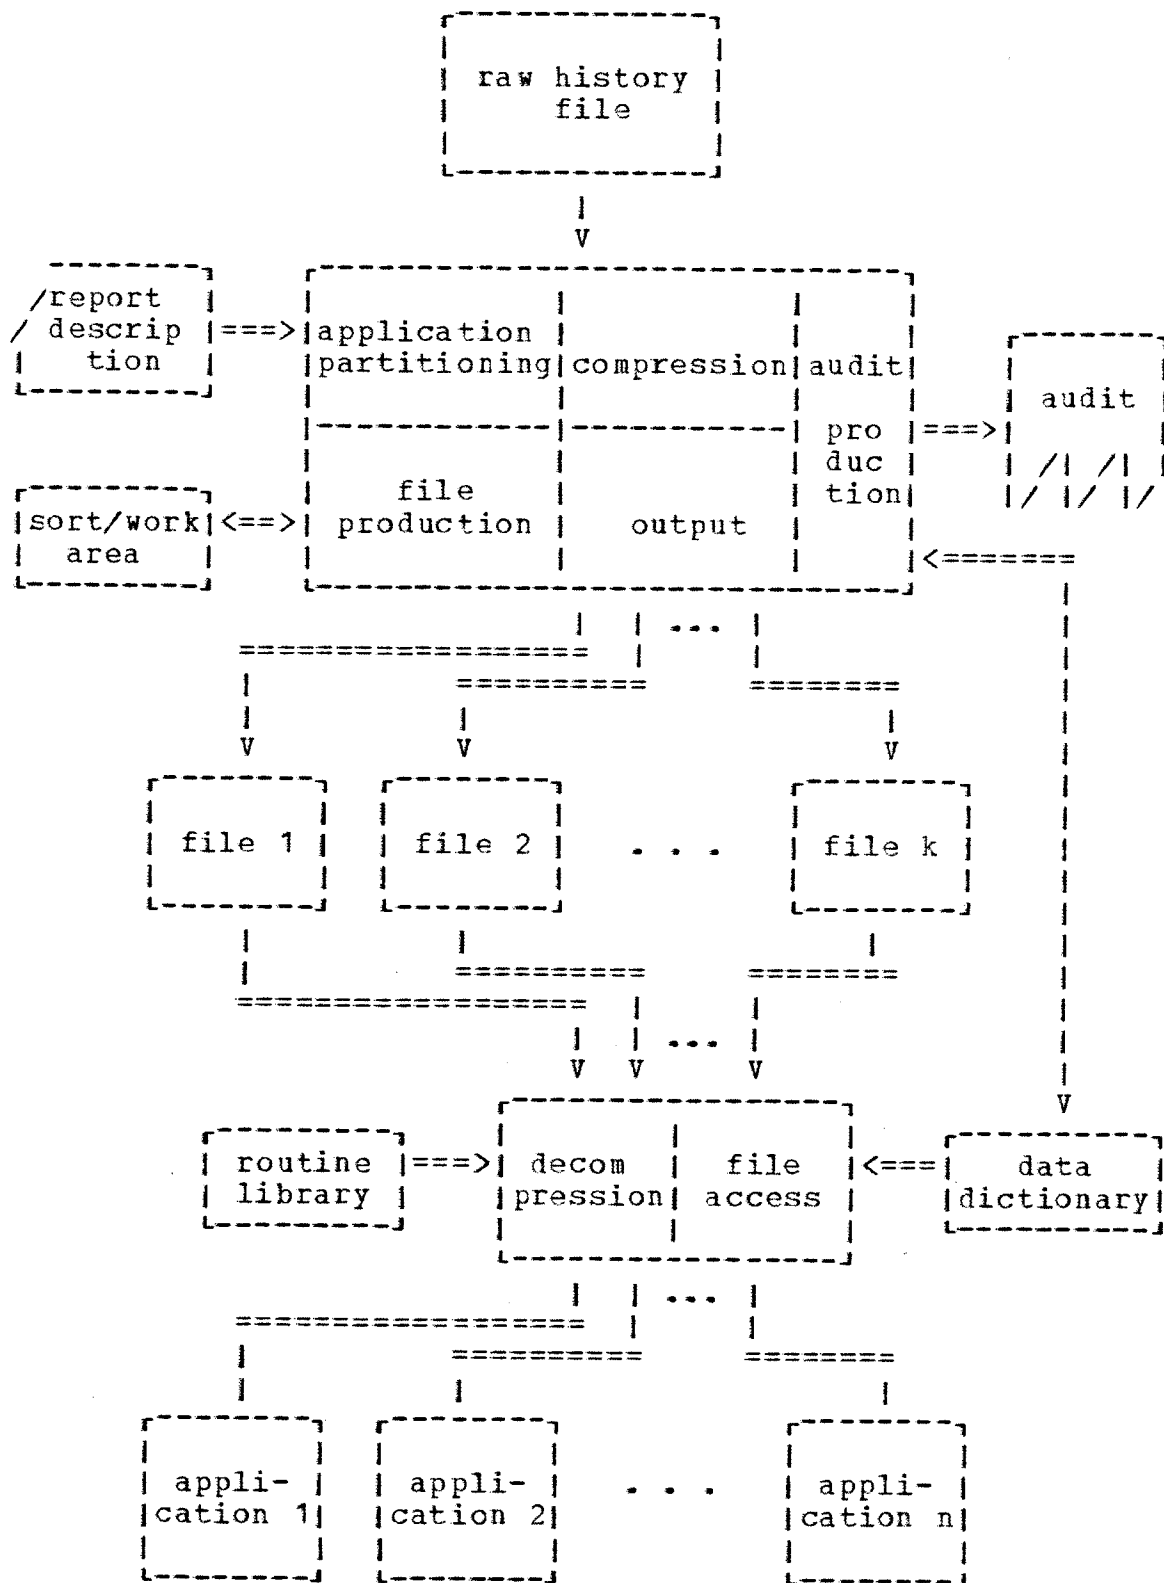 raw history
file
report
descrip
tion
application
partitioning
compression
audit
pro
duc
tion
audit
file
production
output
sort/work
area
...
file 1
file 2
. . .
file k
...
routine
library
decom
pression
file
access
data
dictionary
...
appli-
cation 1
appli-
cation 2
. . .
appli-
cation n